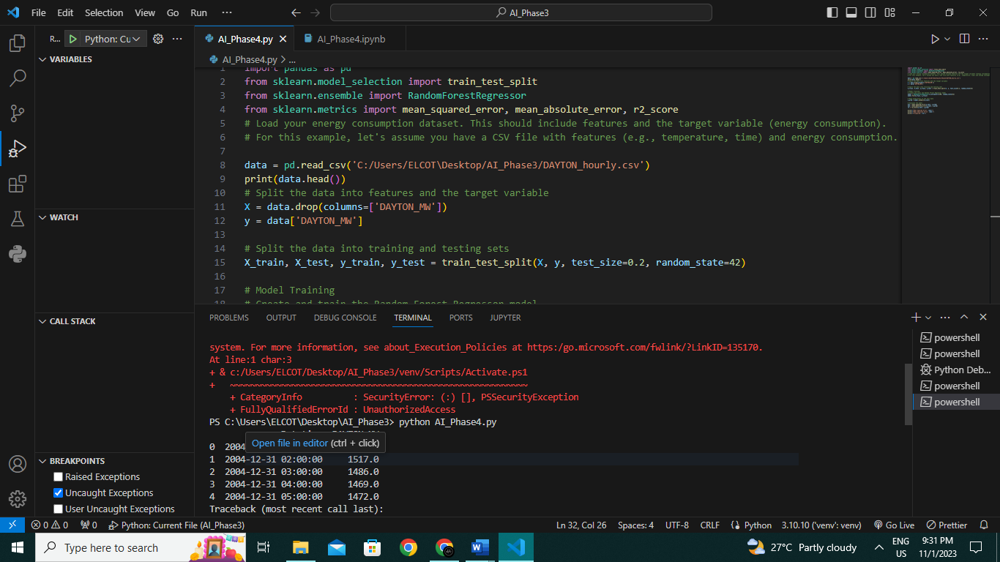 File Edit Selection View Go Run ··· AI_Phase3
R... Python: Cu
AI_Phase4.py AI_Phase4.ipynb
VARIABLES
AI_Phase4.py > ...
1 import pandas as pd
2 from sklearn.model_selection import train_test_split
3 from sklearn.ensemble import RandomForestRegressor
4 from sklearn.metrics import mean_squared_error, mean_absolute_error, r2_score
5 # Load your energy consumption dataset. This should include features and the target variable (energy consumption).
6 # For this example, let's assume you have a CSV file with features (e.g., temperature, time) and energy consumption.
7
8 data = pd.read_csv('C:/Users/ELCOT\Desktop/AI_Phase3/DAYTON_hourly.csv')
9 print(data.head())
10 # Split the data into features and the target variable
11 X = data.drop(columns=['DAYTON_MW'])
12 y = data['DAYTON_MW']
13
14 # Split the data into training and testing sets
15 X_train, X_test, y_train, y_test = train_test_split(X, y, test_size=0.2, random_state=42)
16
17 # Model Training
18 # Create and train the Random Forest Regressor model
WATCH
CALL STACK
BREAKPOINTS
Raised Exceptions
Uncaught Exceptions
User Uncaught Exceptions
PROBLEMS OUTPUT DEBUG CONSOLE TERMINAL PORTS JUPYTER
system. For more information, see about_Execution_Policies at https:/go.microsoft.com/fwlink/?LinkID=135170.
At line:1 char:3
+ & c:/Users/ELCOT/Desktop/AI_Phase3/venv/Scripts/Activate.ps1
+   ~~~~~~~~~~~~~~~~~~~~~~~~~~~~~~~~~~~~~~~~~~~~~~~~~~~~~~~~~~
+ CategoryInfo          : SecurityError: (:) [], PSSecurityException
+ FullyQualifiedErrorId : UnauthorizedAccess
PS C:\Users\ELCOT\Desktop\AI_Phase3> python AI_Phase4.py
Open file in editor (ctrl + click)
0 2004
1 2004-12-31 02:00:00 1517.0
2 2004-12-31 03:00:00 1486.0
3 2004-12-31 04:00:00 1469.0
4 2004-12-31 05:00:00 1472.0
Traceback (most recent call last):
powershell
powershell
Python Deb...
powershell
powershell
0 0 0 Python: Current File (AI_Phase3) Ln 32, Col 26 Spaces: 4 UTF-8 CRLF Python 3.10.10 ('venv': venv) Go Live Prettier
Type here to search 27°C Partly cloudy ENG US 9:31 PM 11/1/2023